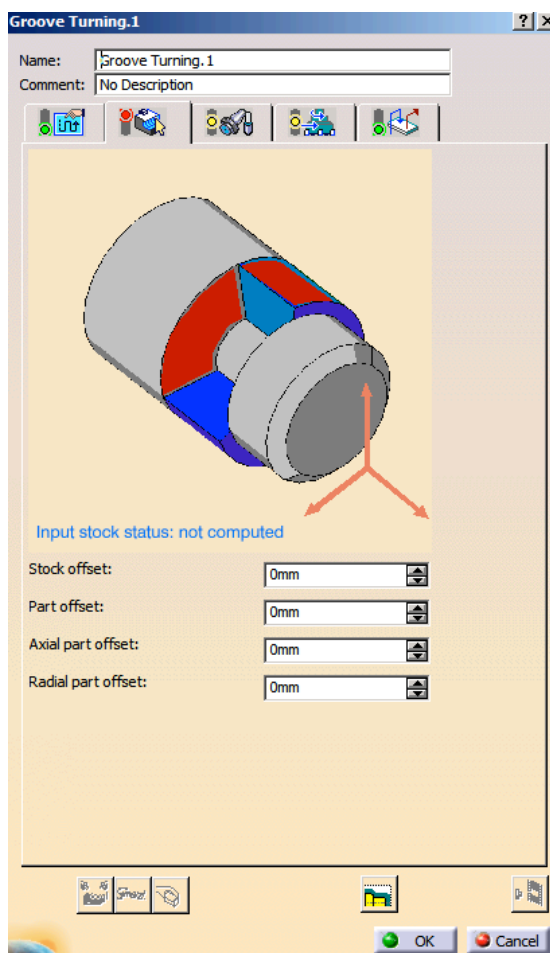 Groove Turning.1
Name: Groove Turning.1
Comment: No Description
Input stock status: not computed
Stock offset: 0mm
Part offset: 0mm
Axial part offset: 0mm
Radial part offset: 0mm
OK Cancel